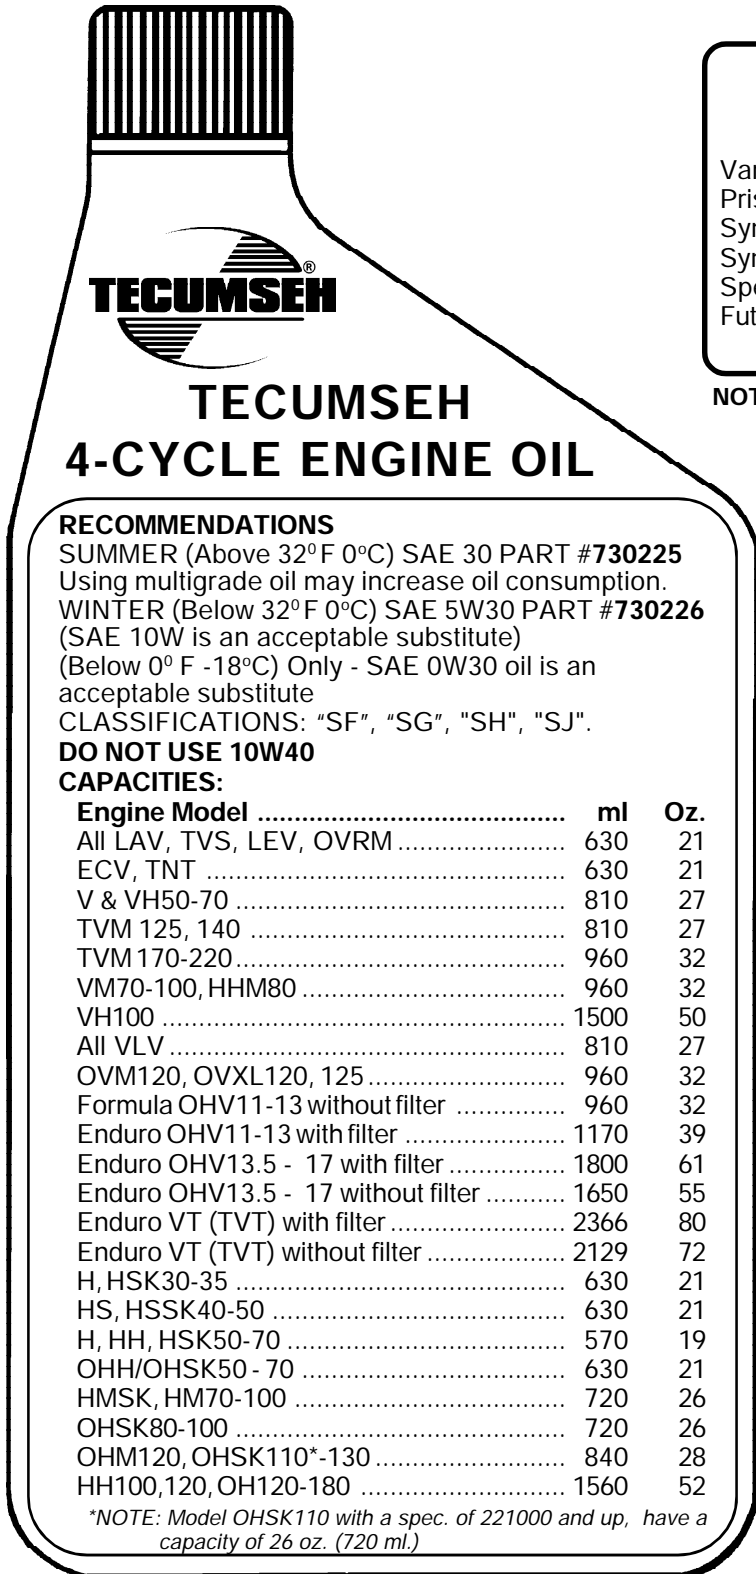 TECUMSEH®
TECUMSEH
4-CYCLE ENGINE OIL
RECOMMENDATIONS
SUMMER (Above 32⁰ F 0ᵒC) SAE 30 PART #730225
Using multigrade oil may increase oil consumption.
WINTER (Below 32⁰ F 0ᵒC) SAE 5W30 PART #730226
(SAE 10W is an acceptable substitute)
(Below 0⁰ F -18ᵒC) Only - SAE 0W30 oil is an
acceptable substitute
CLASSIFICATIONS: “SF”, “SG”, "SH", "SJ".
DO NOT USE 10W40
CAPACITIES:
Engine Model .......................................... ml Oz.
All LAV, TVS, LEV, OVRM ....................... 630 21
ECV, TNT ................................................. 630 21
V & VH50-70 ............................................. 810 27
TVM 125, 140 ........................................... 810 27
TVM 170-220 ............................................. 960 32
VM70-100, HHM80 .................................... 960 32
VH100 ....................................................... 1500 50
All VLV ...................................................... 810 27
OVM120, OVXL120, 125 ........................... 960 32
Formula OHV11-13 without filter ............... 960 32
Enduro OHV11-13 with filter ...................... 1170 39
Enduro OHV13.5 - 17 with filter ................ 1800 61
Enduro OHV13.5 - 17 without filter ........... 1650 55
Enduro VT (TVT) with filter ........................ 2366 80
Enduro VT (TVT) without filter ................... 2129 72
H, HSK30-35 ............................................. 630 21
HS, HSSK40-50 ........................................ 630 21
H, HH, HSK50-70 ...................................... 570 19
OHH/OHSK50 - 70 .................................... 630 21
HMSK, HM70-100 ...................................... 720 26
OHSK80-100 ............................................. 720 26
OHM120, OHSK110*-130 .......................... 840 28
HH100,120, OH120-180 ............................ 1560 52
*NOTE: Model OHSK110 with a spec. of 221000 and up, have a
capacity of 26 oz. (720 ml.)